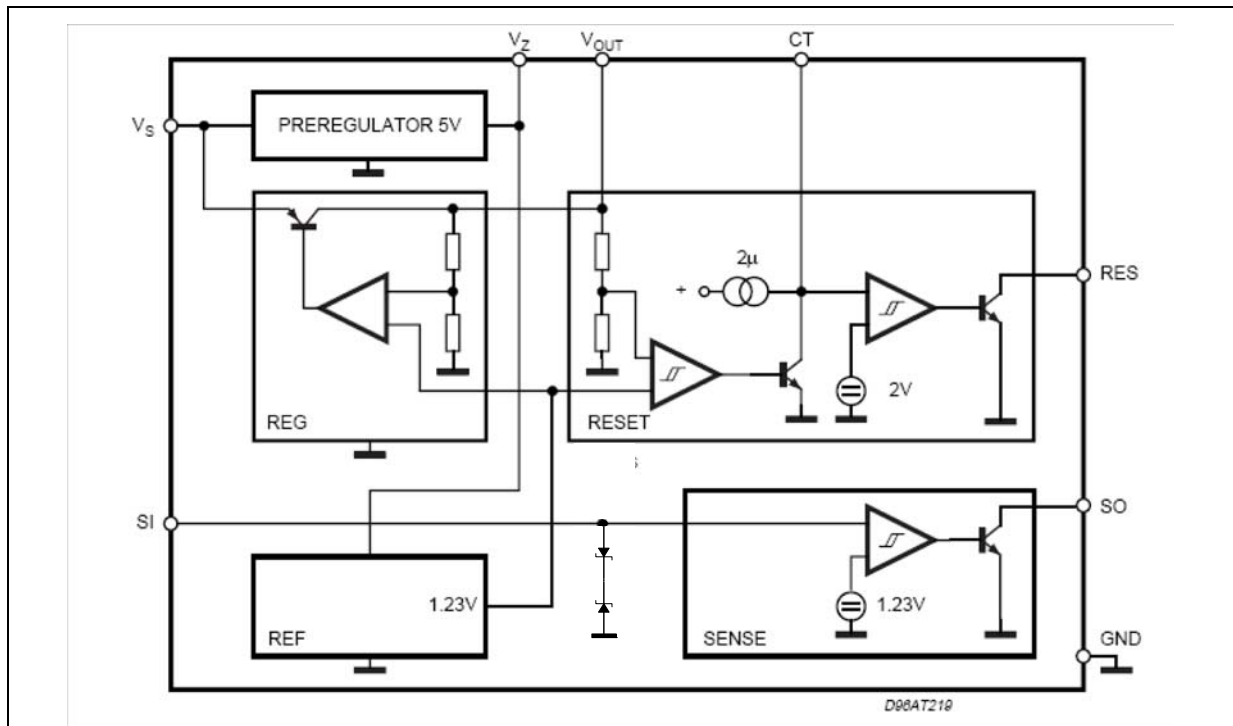 VZ VOUT CT
VS
PREREGULATOR 5V
2µ
+
RES
2V
REG
RESET
s
SI
SO
1.23V
1.23V
REF
SENSE
GND
D96AT219